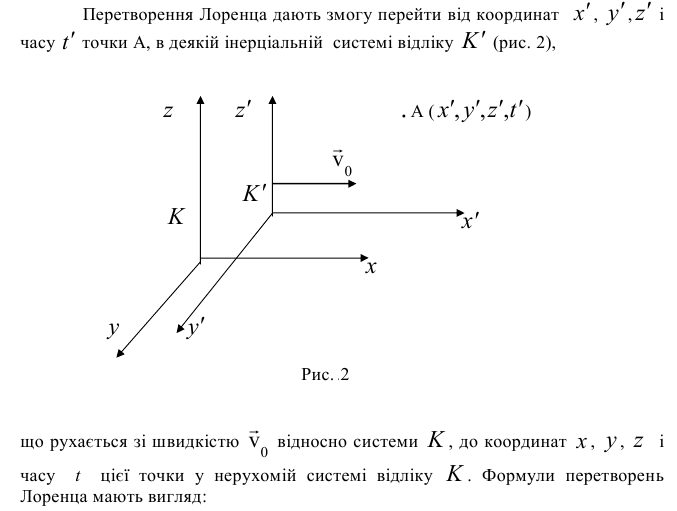 Перетворення Лоренца дають змогу перейти від координат x′, y′, z′ і
часу t′ точки А, в деякій інерціальній системі відліку K′ (рис. 2),
z z′ . А (x′, y′, z′, t′)
v⃗₀
K′
K x′
x
y y′
Рис. .2
що рухається зі швидкістю v⃗₀ відносно системи K, до координат x, y, z і
часу t цієї точки у нерухомій системі відліку K. Формули перетворень
Лоренца мають вигляд: